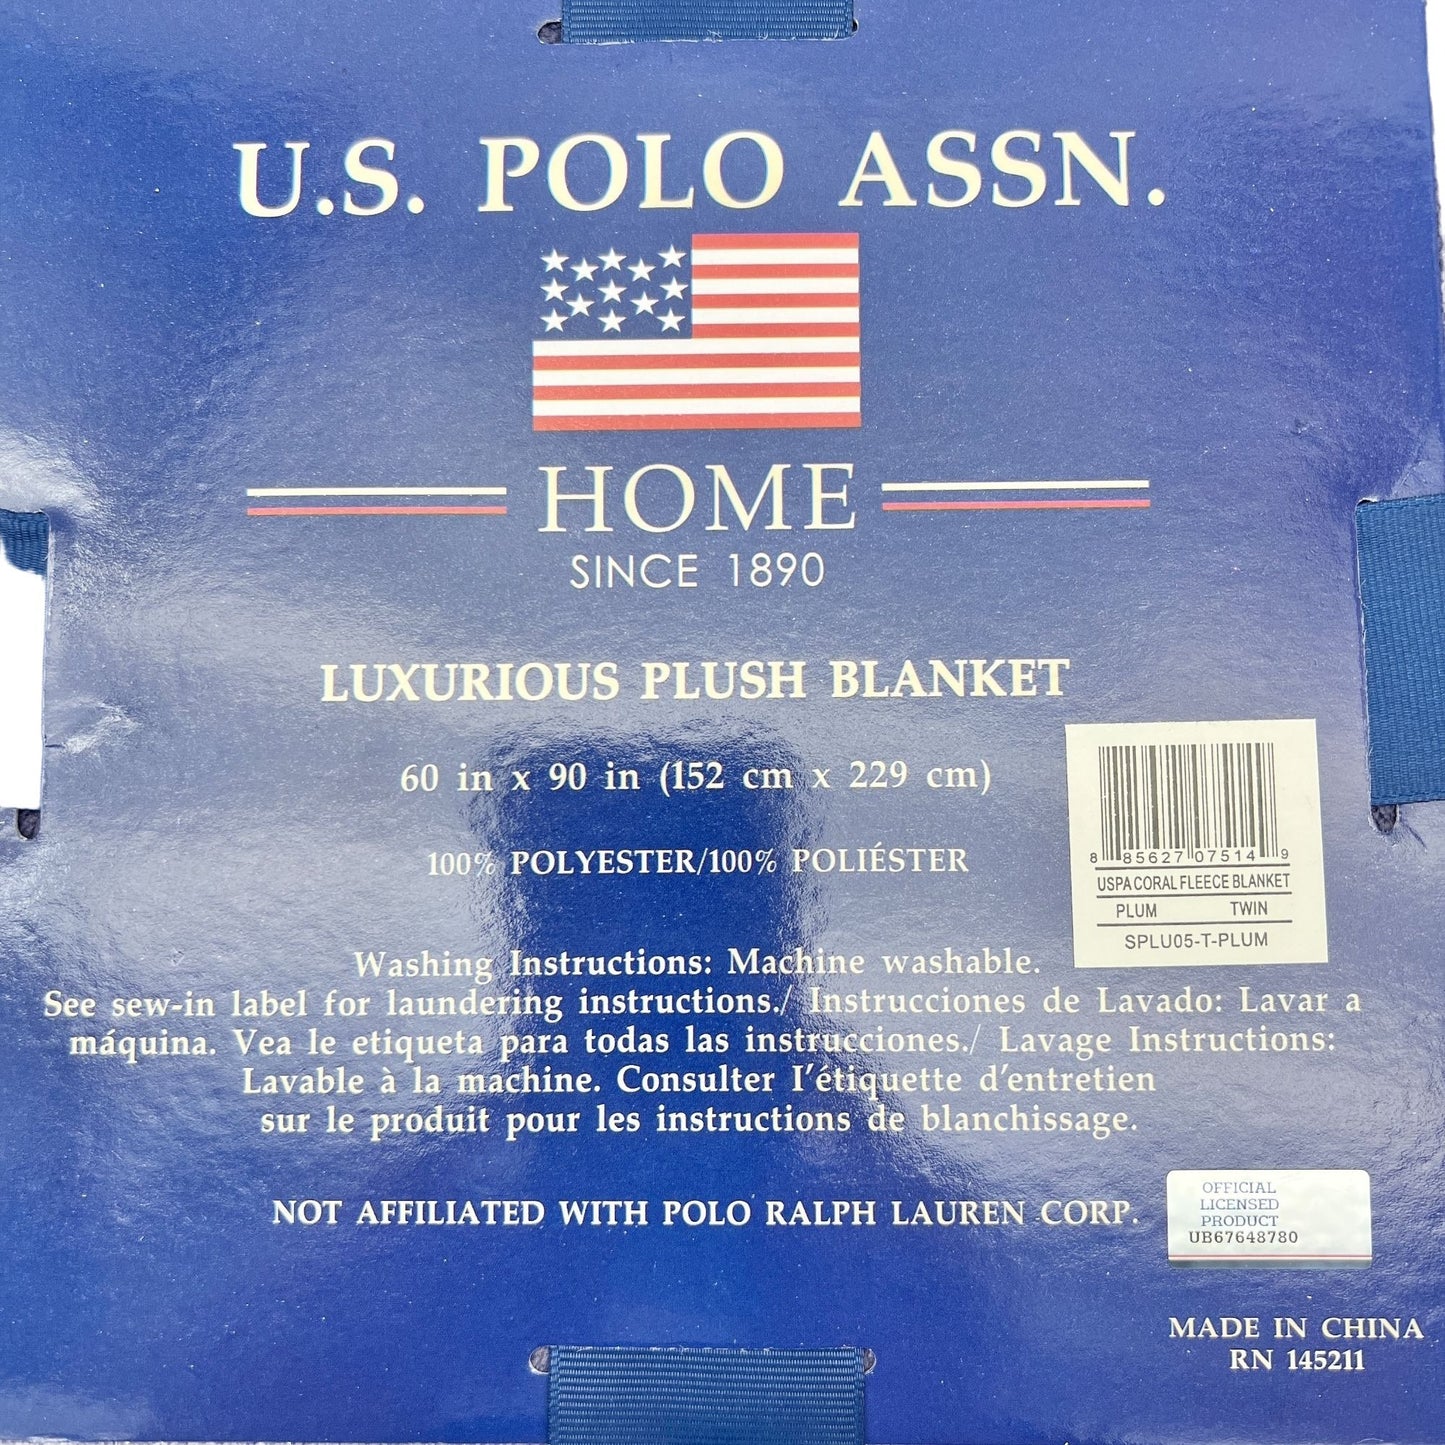 U.S. POLO ASSN.
HOME
SINCE 1890
LUXURIOUS PLUSH BLANKET
60 in x 90 in (152 cm x 229 cm)
100% POLYESTER/100% POLIÉSTER
8 85627 07514 9
USPA CORAL FLEECE BLANKET
PLUM TWIN
SPLU05-T-PLUM
Washing Instructions: Machine washable.
See sew-in label for laundering instructions./ Instrucciones de Lavado: Lavar a
máquina. Vea le etiqueta para todas las instrucciones./ Lavage Instructions:
Lavable à la machine. Consulter I'étiquette d'entretien
sur le produit pour les instructions de blanchissage.
NOT AFFILIATED WITH POLO RALPH LAUREN CORP.
OFFICIAL
LICENSED
PRODUCT
UB67648780
MADE IN CHINA
RN 145211